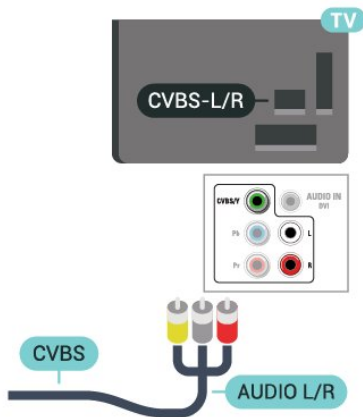 TV
CVBS-L/R
CVBS/Y
AUDIO IN
DVI
Pb
L
Pr
R
CVBS
AUDIO L/R